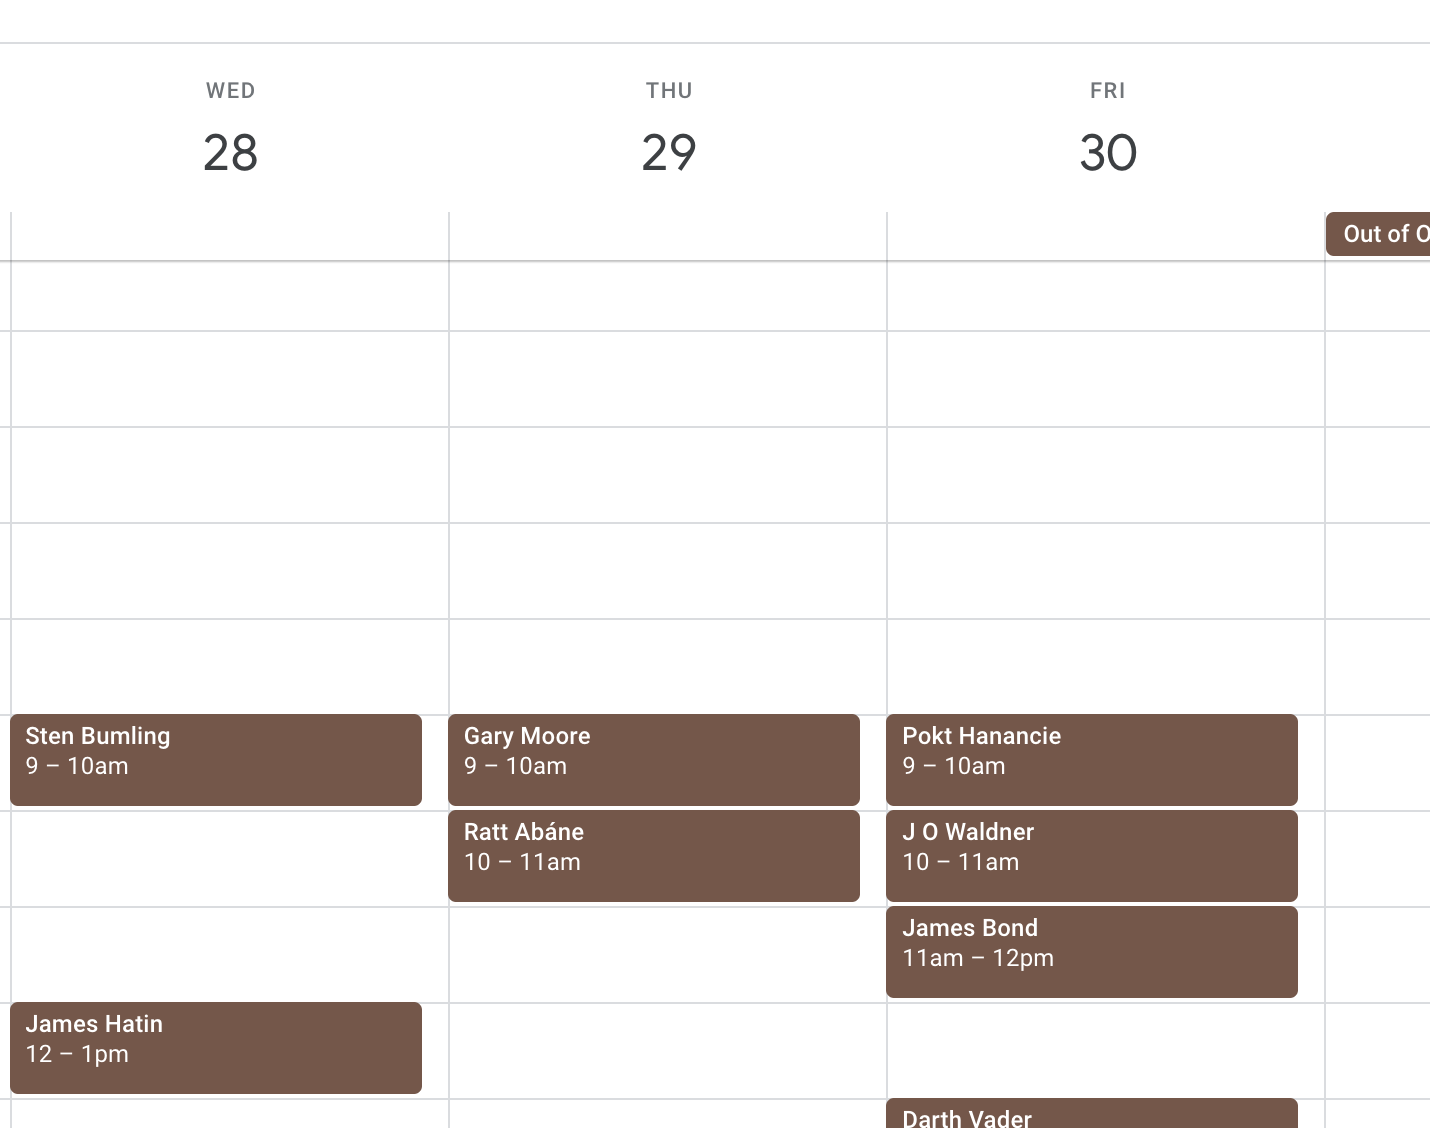 WED
28
THU
29
FRI
30
Out of
Sten Bumling
9 – 10am
James Hatin
12 – 1pm
Gary Moore
9 – 10am
Ratt Abáne
10 – 11am
Pokt Hanancie
9 – 10am
J O Waldner
10 – 11am
James Bond
11am – 12pm
Darth Vader